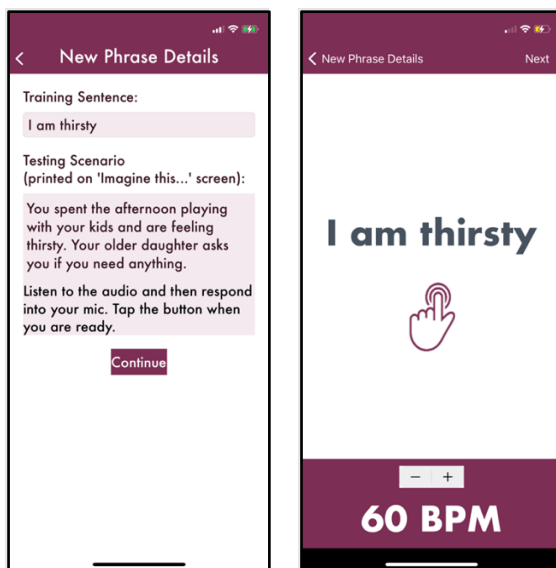 New Phrase Details
Training Sentence:
I am thirsty
Testing Scenario
(printed on 'Imagine this...' screen):
You spent the afternoon playing
with your kids and are feeling
thirsty. Your older daughter asks
you if you need anything.
Listen to the audio and then respond
into your mic. Tap the button when
you are ready.
Continue
New Phrase Details Next
I am thirsty
− +
60 BPM